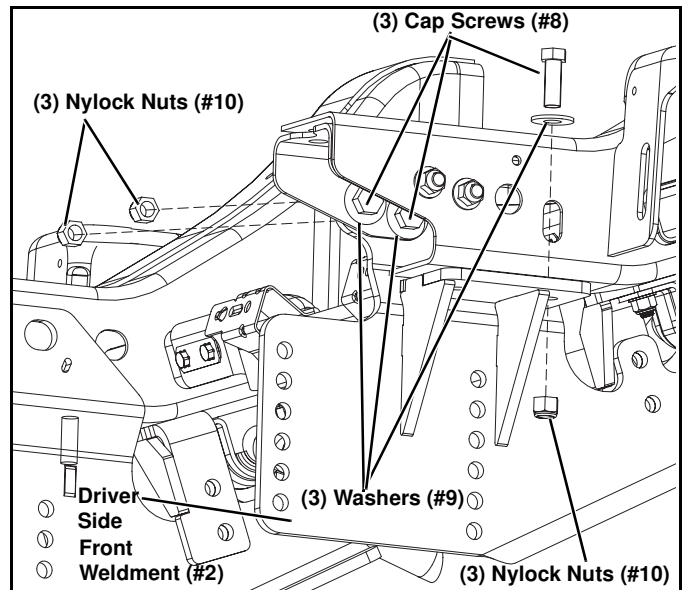 (3) Cap Screws (#8)
(3) Nylock Nuts (#10)
(3) Washers (#9)
Driver
Side
Front
Weldment (#2)
(3) Nylock Nuts (#10)